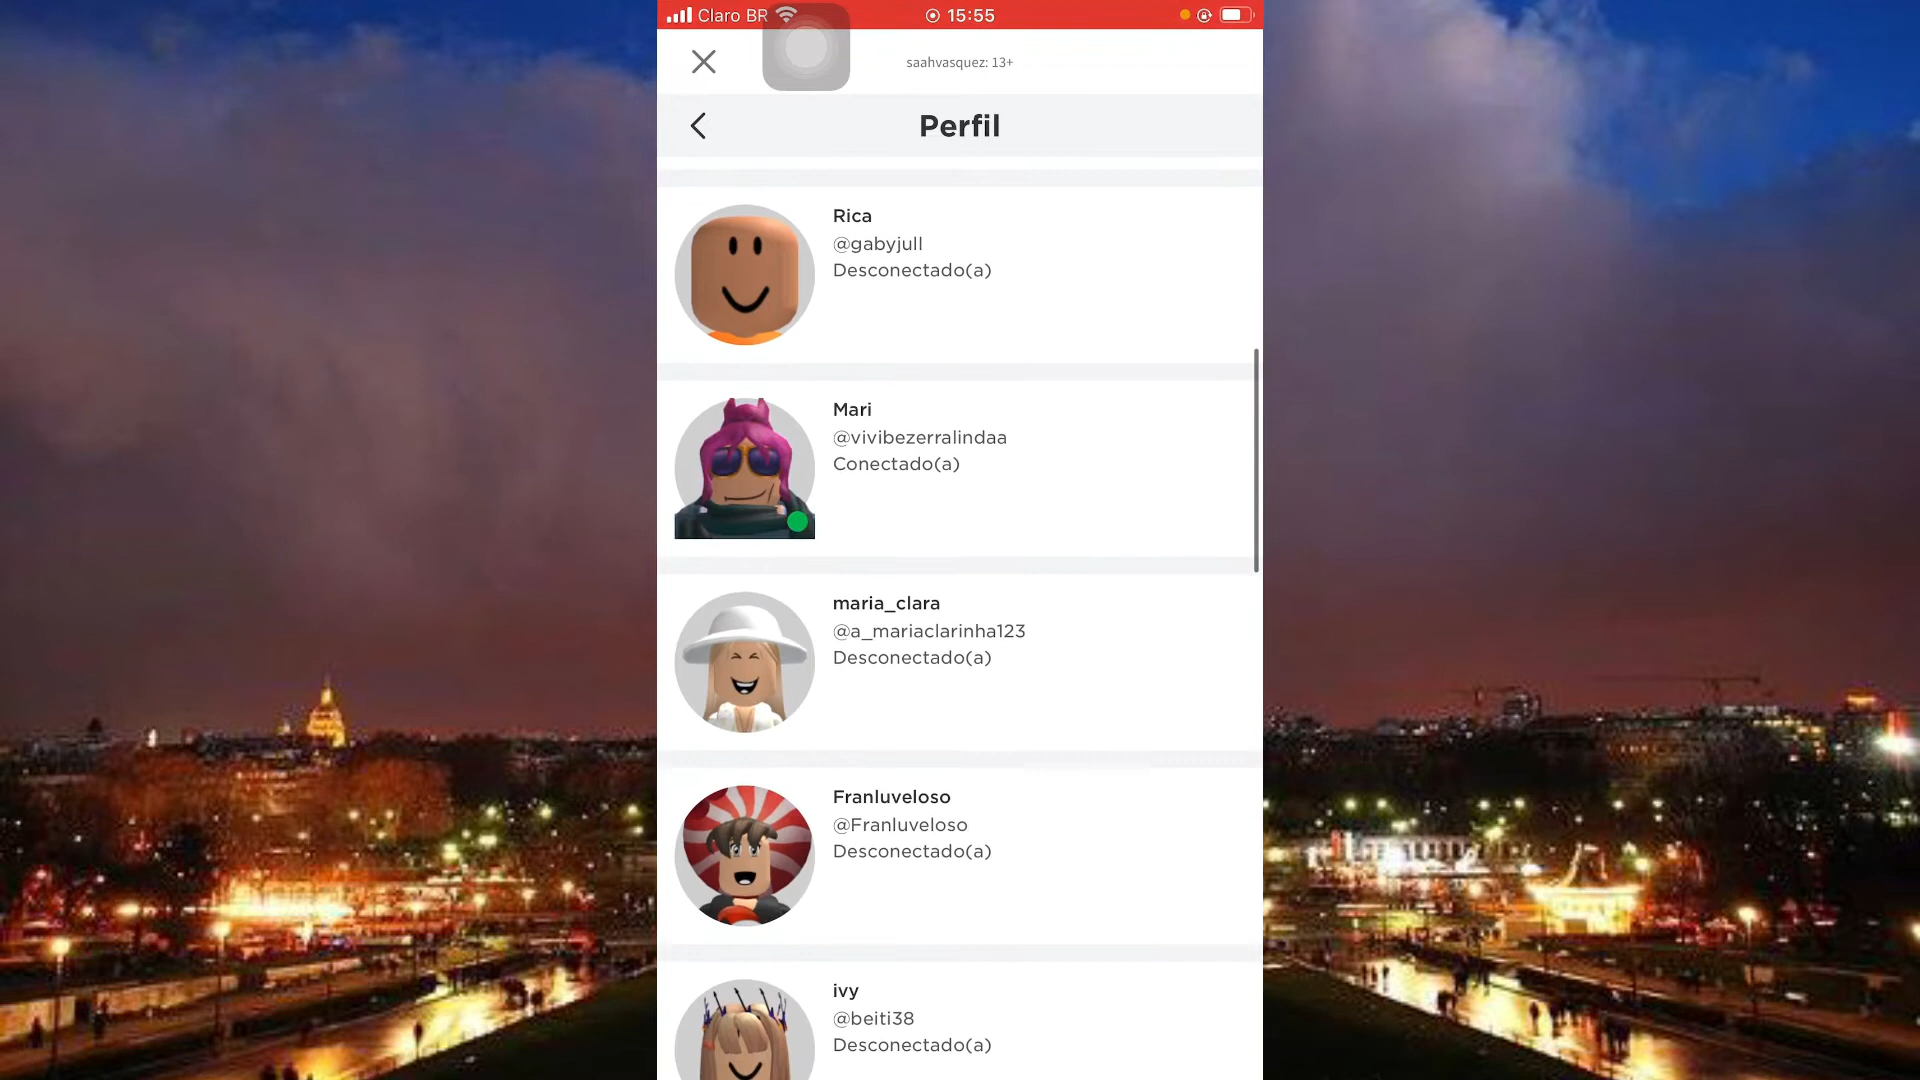 Claro BR 15:55
saahvasquez: 13+
Perfil
Rica
@gabyjull
Desconectado(a)
Mari
@vivibezerralindaa
Conectado(a)
maria_clara
@a_mariaclarinha123
Desconectado(a)
Franluveloso
@Franluveloso
Desconectado(a)
ivy
@beiti38
Desconectado(a)